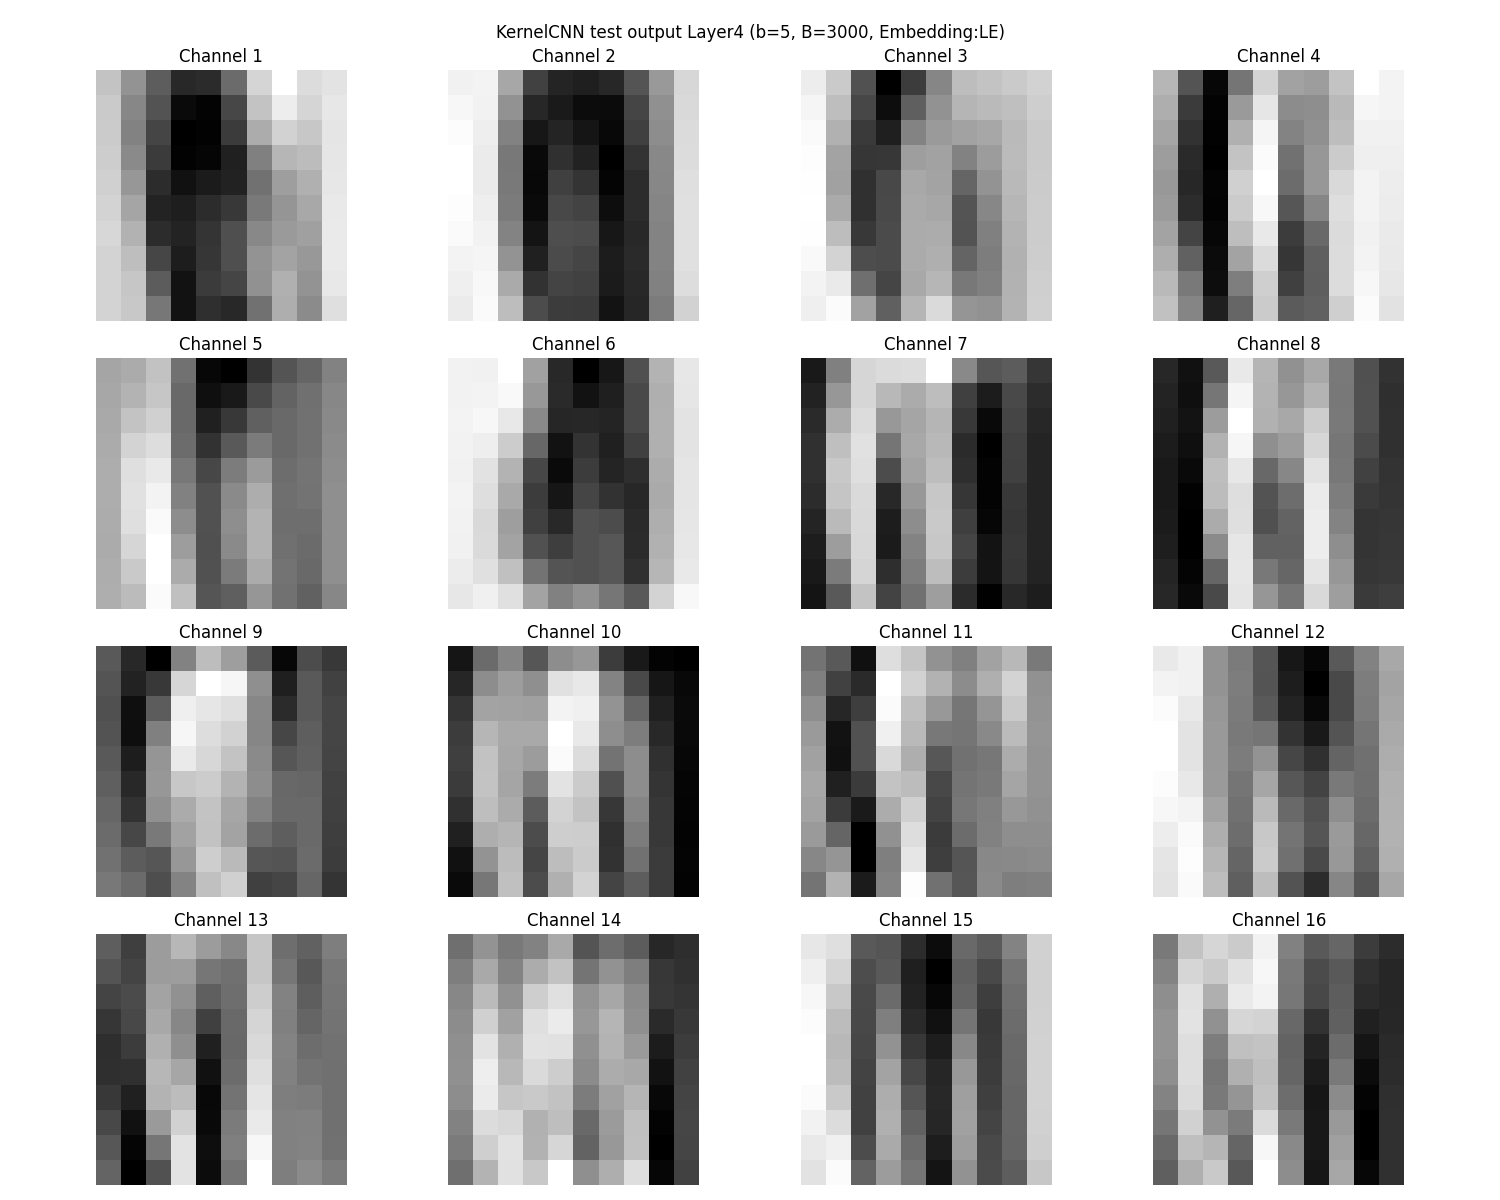 KernelCNN test output Layer4 (b=5, B=3000, Embedding:LE)
Channel 1
Channel 2
Channel 3
Channel 4
Channel 5
Channel 6
Channel 7
Channel 8
Channel 9
Channel 10
Channel 11
Channel 12
Channel 13
Channel 14
Channel 15
Channel 16